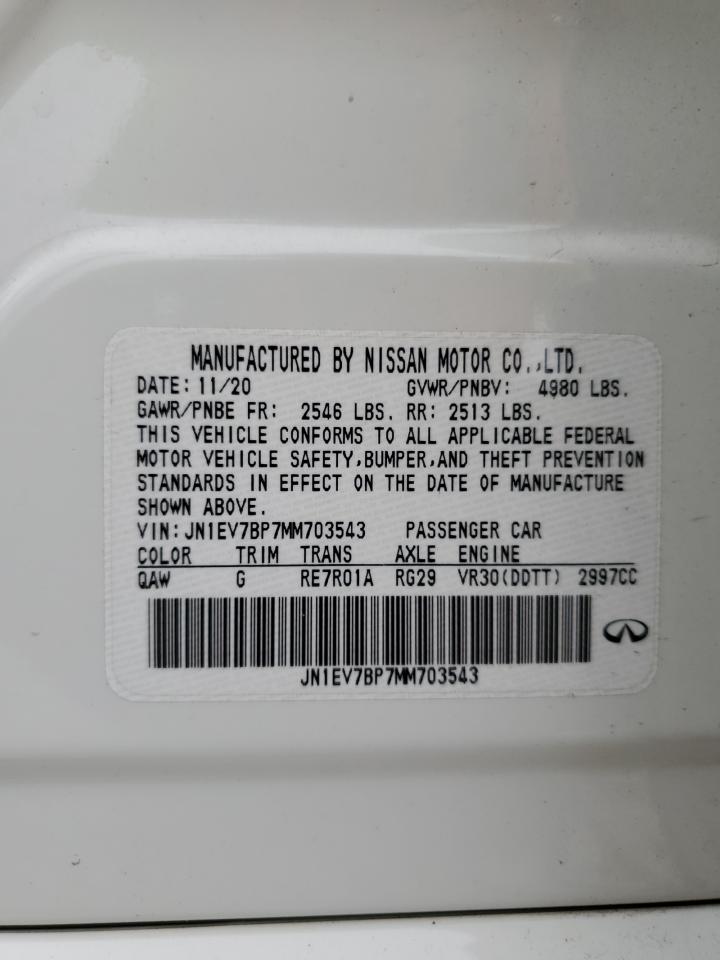 MANUFACTURED BY NISSAN MOTOR CO.,LTD.
DATE: 11/20 GVWR/PNBV: 4980 LBS.
GAWR/PNBE FR: 2546 LBS. RR: 2513 LBS.
THIS VEHICLE CONFORMS TO ALL APPLICABLE FEDERAL
MOTOR VEHICLE SAFETY,BUMPER,AND THEFT PREVENTION
STANDARDS IN EFFECT ON THE DATE OF MANUFACTURE
SHOWN ABOVE.
VIN:JN1EV7BP7MM703543 PASSENGER CAR
COLOR TRIM TRANS AXLE ENGINE
QAW G RE7R01A RG29 VR30(DDTT) 2997CC
JN1EV7BP7MM703543